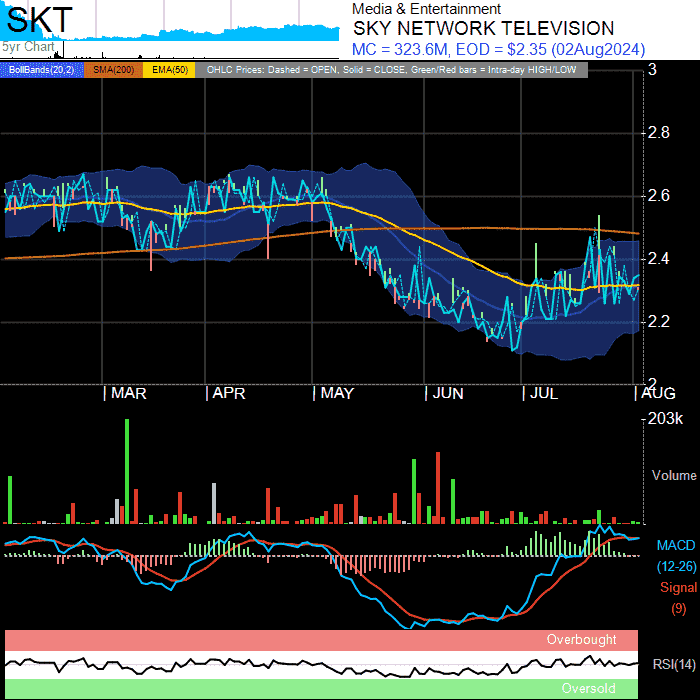 SKT
5yr Chart
Media & Entertainment
SKY NETWORK TELEVISION
MC = 323.6M, EOD = $2.35 (02Aug2024)
BollBands(20,2) SMA(200) EMA(50) OHLC Prices: Dashed = OPEN, Solid = CLOSE, Green/Red bars = Intra-day HIGH/LOW
3
2.8
2.6
2.4
2.2
2
MAR APR MAY JUN JUL AUG
203k
Volume
MACD
(12-26)
Signal
(9)
Overbought
RSI(14)
Oversold